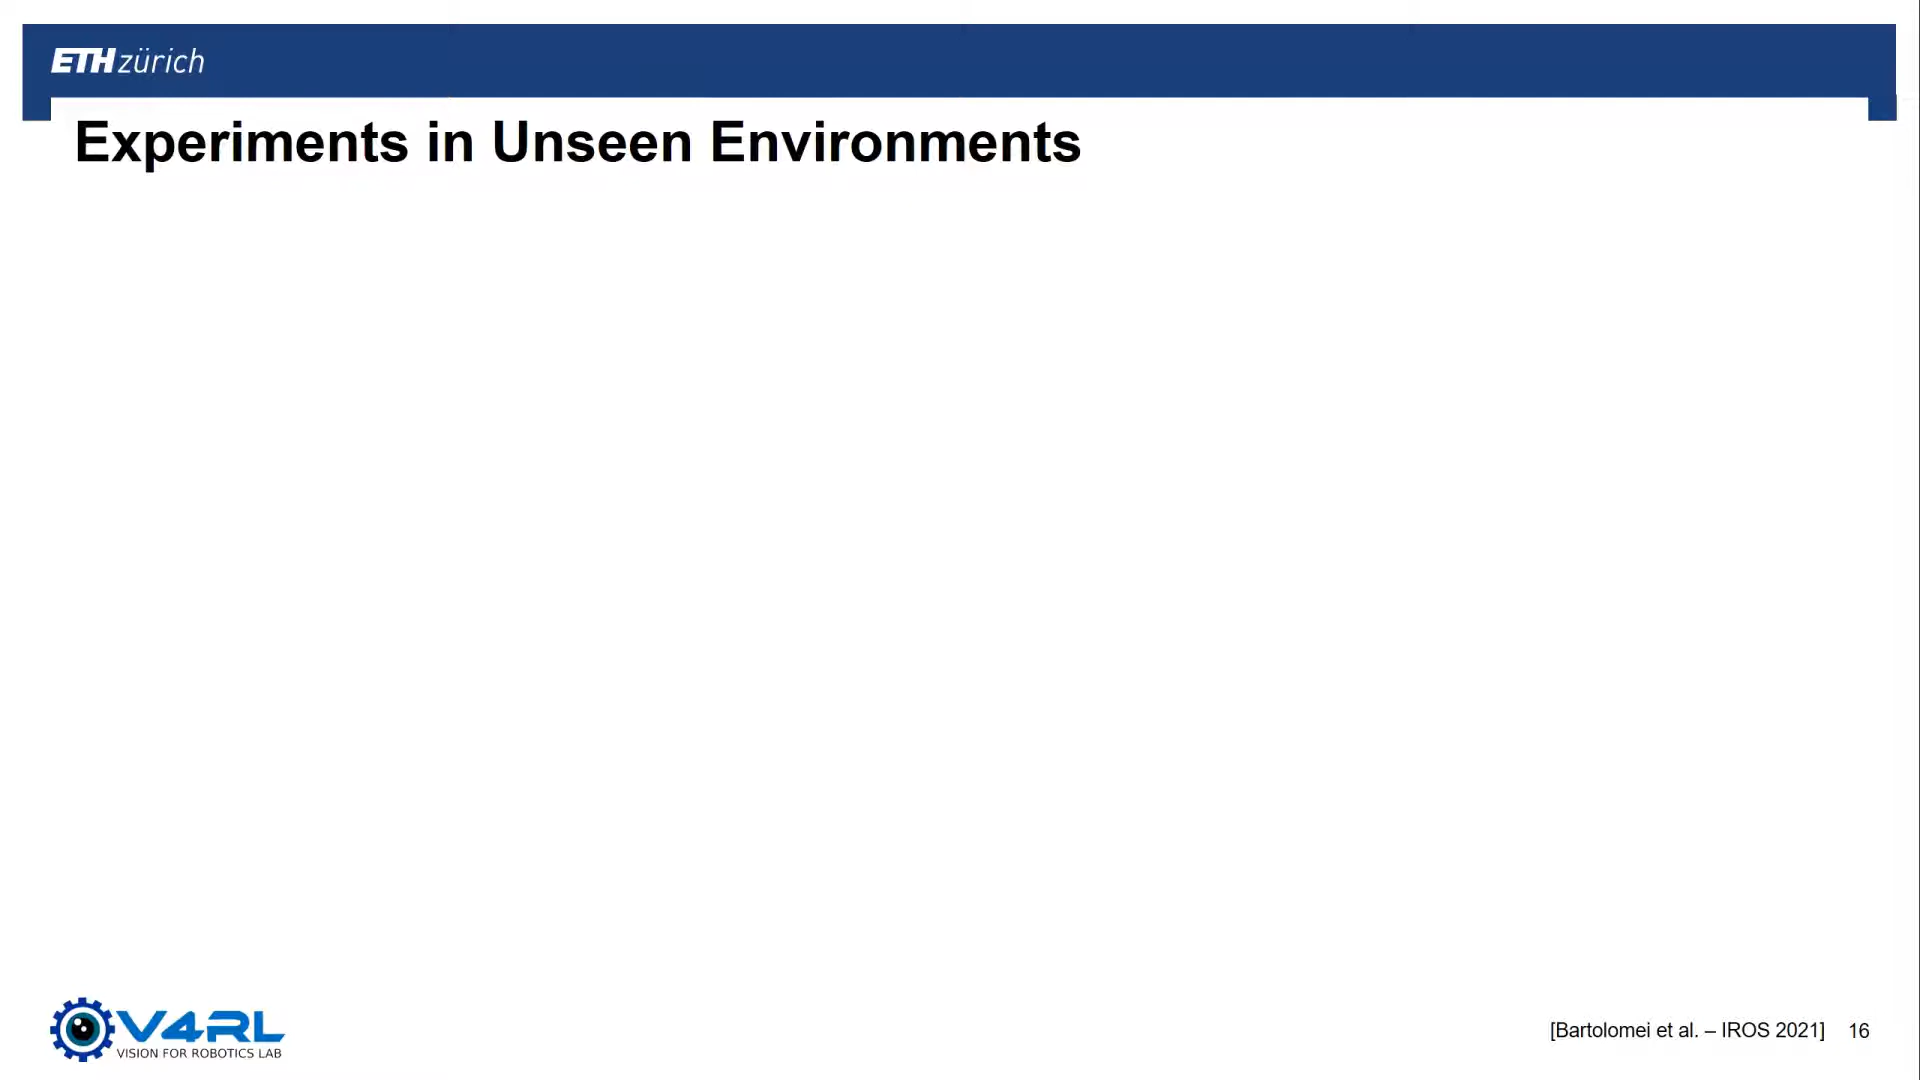 ETH zürich
Experiments in Unseen Environments
V4RL
VISION FOR ROBOTICS LAB
[Bartolomei et al. – IROS 2021] 16